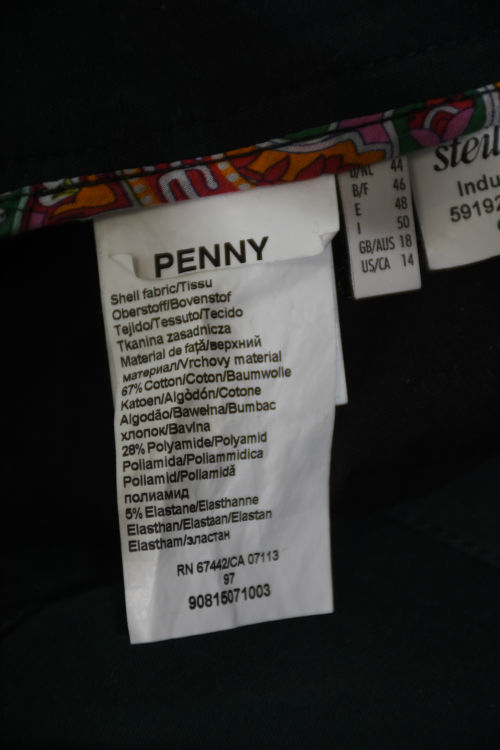 PENNY
Shell fabric/Tissu
Oberstoff/Bovenstof
Tejido/Tessuto/Tecido
Tkanina zasadnicza
Material de faţă/верхний
материал/Vrchovy material
67% Cotton/Coton/Baumwolle
Katoen/Algodón/Cotone
Algodão/Bawełna/Bumbac
хлопок/Bavlna
28% Polyamide/Polyamid
Poliamida/Poliammidica
Poliamid/Poliamidă
полиамид
5% Elastane/Elasthanne
Elasthan/Elastaan/Elastan
Elastham/эластан
RN 67442/CA 07113
97
90815071003
D/NL 44
B/F 46
E 48
I 50
GB/AUS 18
US/CA 14
Indu
5919